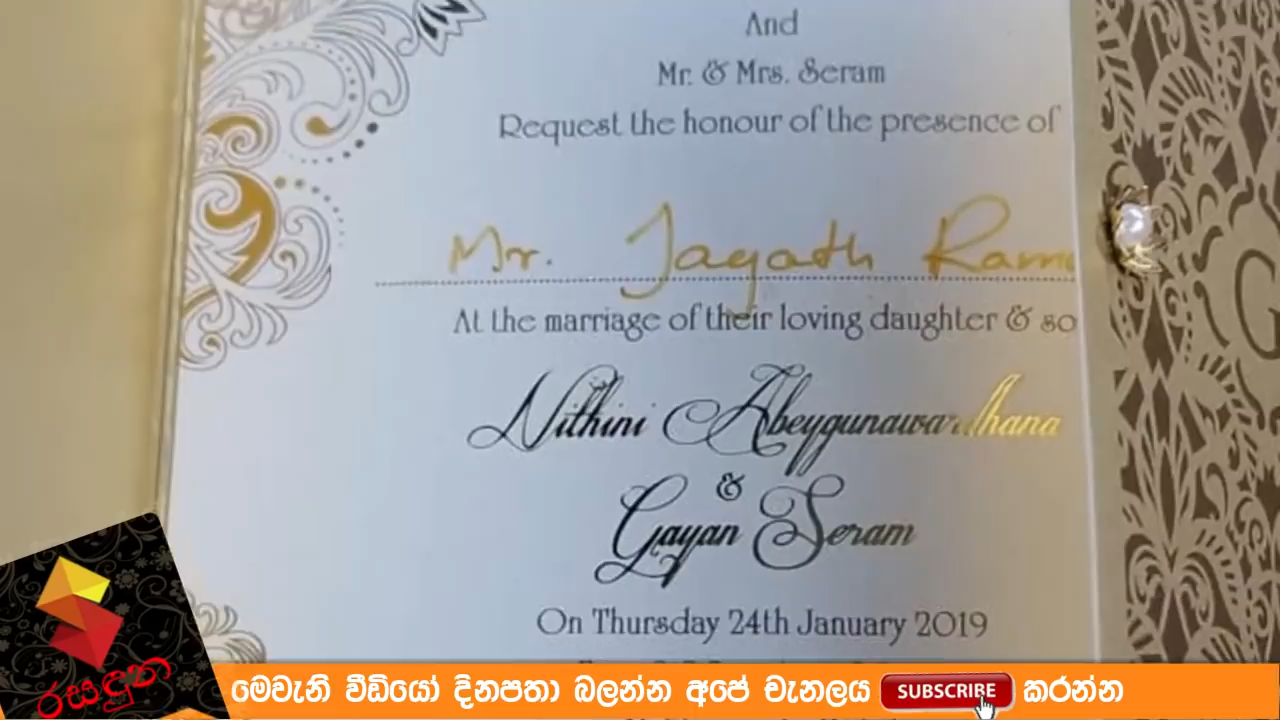 And
Mr. & Mrs. Seram
Request the honour of the presence of
Mr. Jagath
At the marriage of their loving daughter &
Nithini Abeygunawardhana
&
Gayan Seram
On Thursday 24th January 2019
රසඳුන
මෙවැනි වීඩියෝ දිනපතා බලන්න අපේ චැනලය SUBSCRIBE කරන්න